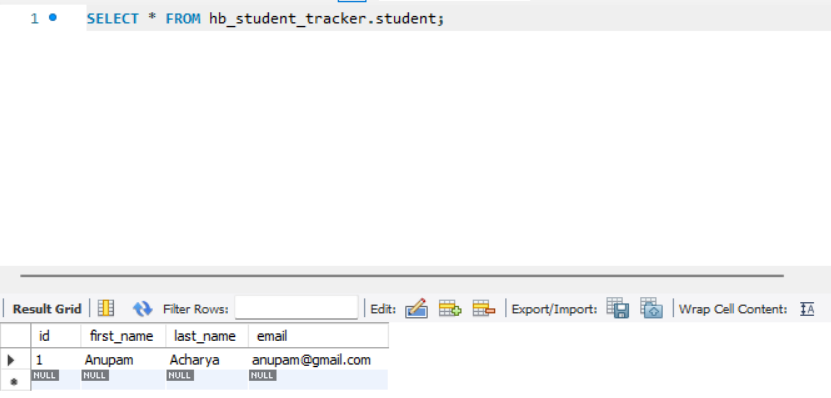 1 SELECT * FROM hb_student_tracker.student;
Result Grid Filter Rows: Edit: Export/Import: Wrap Cell Content: IA
id first_name last_name email
1 Anupam Acharya anupam@gmail.com
NULL NULL NULL NULL